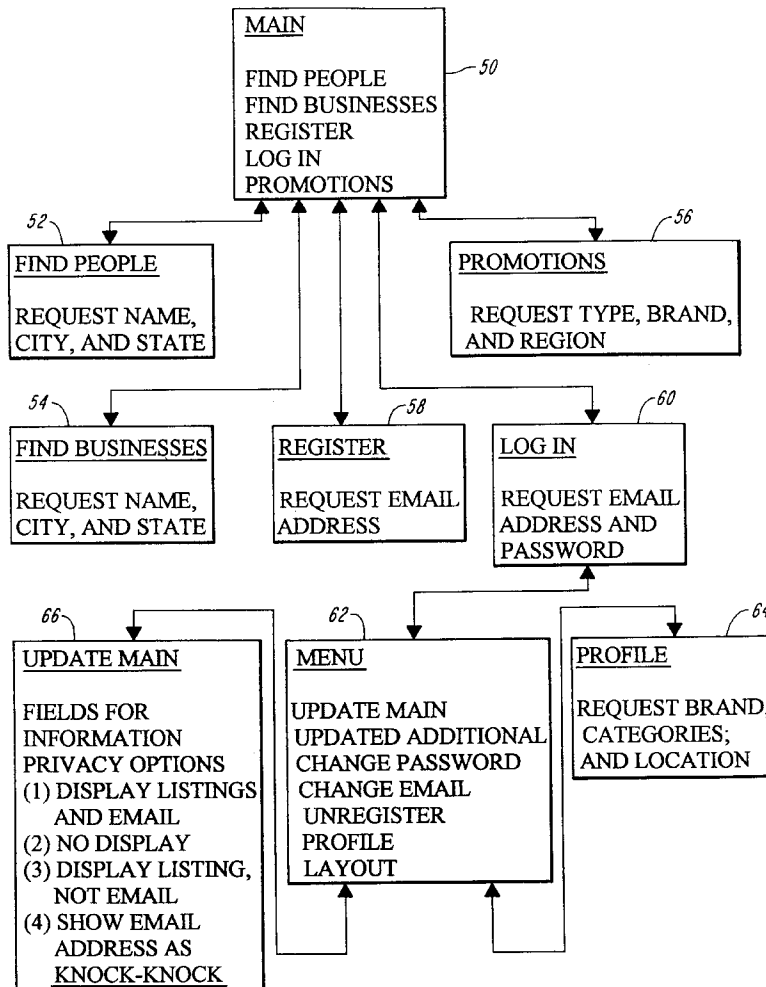 MAIN
50
FIND PEOPLE
FIND BUSINESSES
REGISTER
LOG IN
PROMOTIONS
52
FIND PEOPLE
REQUEST NAME,
CITY, AND STATE
56
PROMOTIONS
REQUEST TYPE, BRAND,
AND REGION
54
FIND BUSINESSES
REQUEST NAME,
CITY, AND STATE
58
REGISTER
REQUEST EMAIL
ADDRESS
60
LOG IN
REQUEST EMAIL
ADDRESS AND
PASSWORD
66
UPDATE MAIN
FIELDS FOR
INFORMATION
PRIVACY OPTIONS
(1) DISPLAY LISTINGS
AND EMAIL
(2) NO DISPLAY
(3) DISPLAY LISTING,
NOT EMAIL
(4) SHOW EMAIL
ADDRESS AS
KNOCK-KNOCK
62
MENU
UPDATE MAIN
UPDATED ADDITIONAL
CHANGE PASSWORD
CHANGE EMAIL
UNREGISTER
PROFILE
LAYOUT
64
PROFILE
REQUEST BRAND,
CATEGORIES;
AND LOCATION